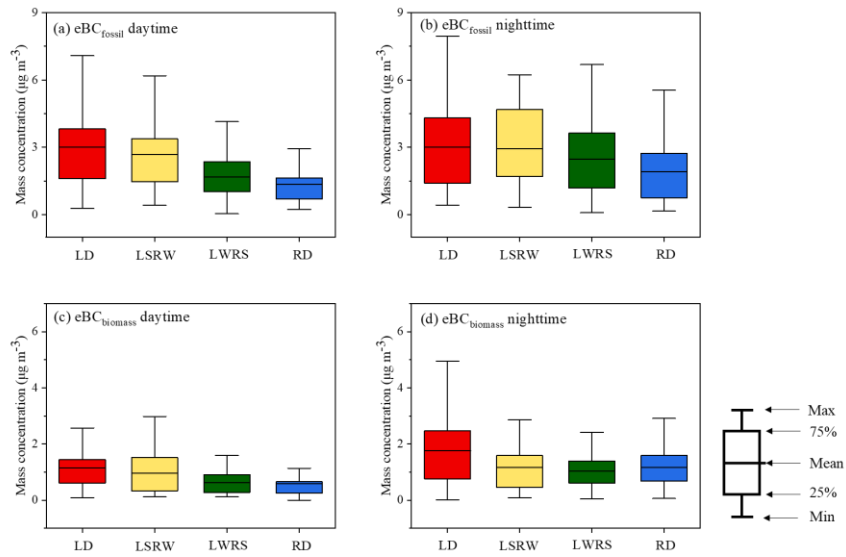 (a) eBCfossil daytime
Mass concentration (μg m-3)
9
6
3
0
LD LSRW LWRS RD
(b) eBCfossil nighttime
Mass concentration (μg m-3)
9
6
3
0
LD LSRW LWRS RD
(c) eBCbiomass daytime
Mass concentration (μg m-3)
6
4
2
0
LD LSRW LWRS RD
(d) eBCbiomass nighttime
Mass concentration (μg m-3)
6
4
2
0
LD LSRW LWRS RD
Max
75%
Mean
25%
Min